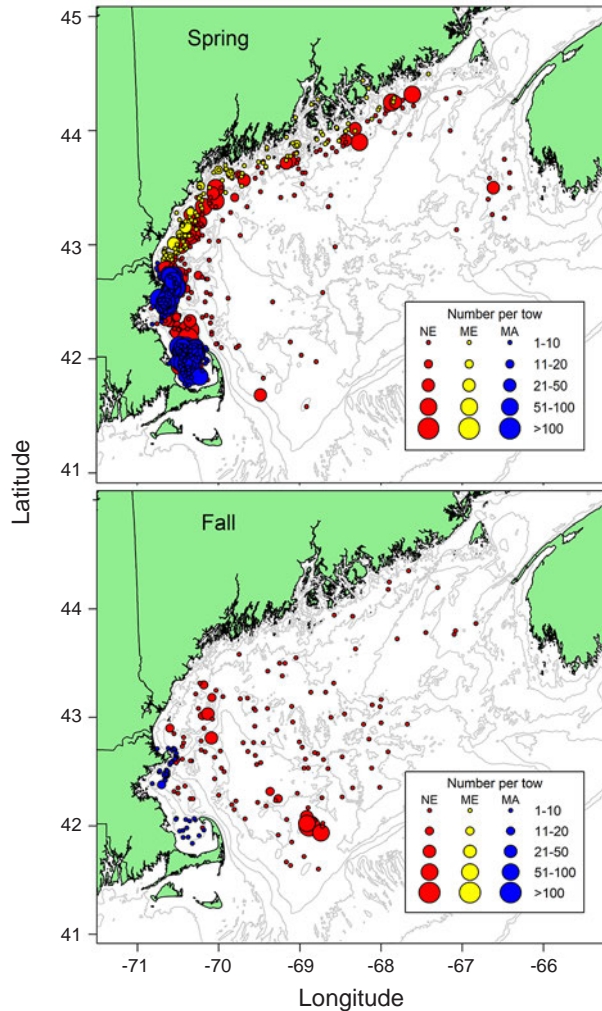 Spring
45
44
43
42
41
Number per tow
NE ME MA
1-10
11-20
21-50
51-100
>100
Latitude
Fall
44
43
42
41
Number per tow
NE ME MA
1-10
11-20
21-50
51-100
>100
-71 -70 -69 -68 -67 -66
Longitude